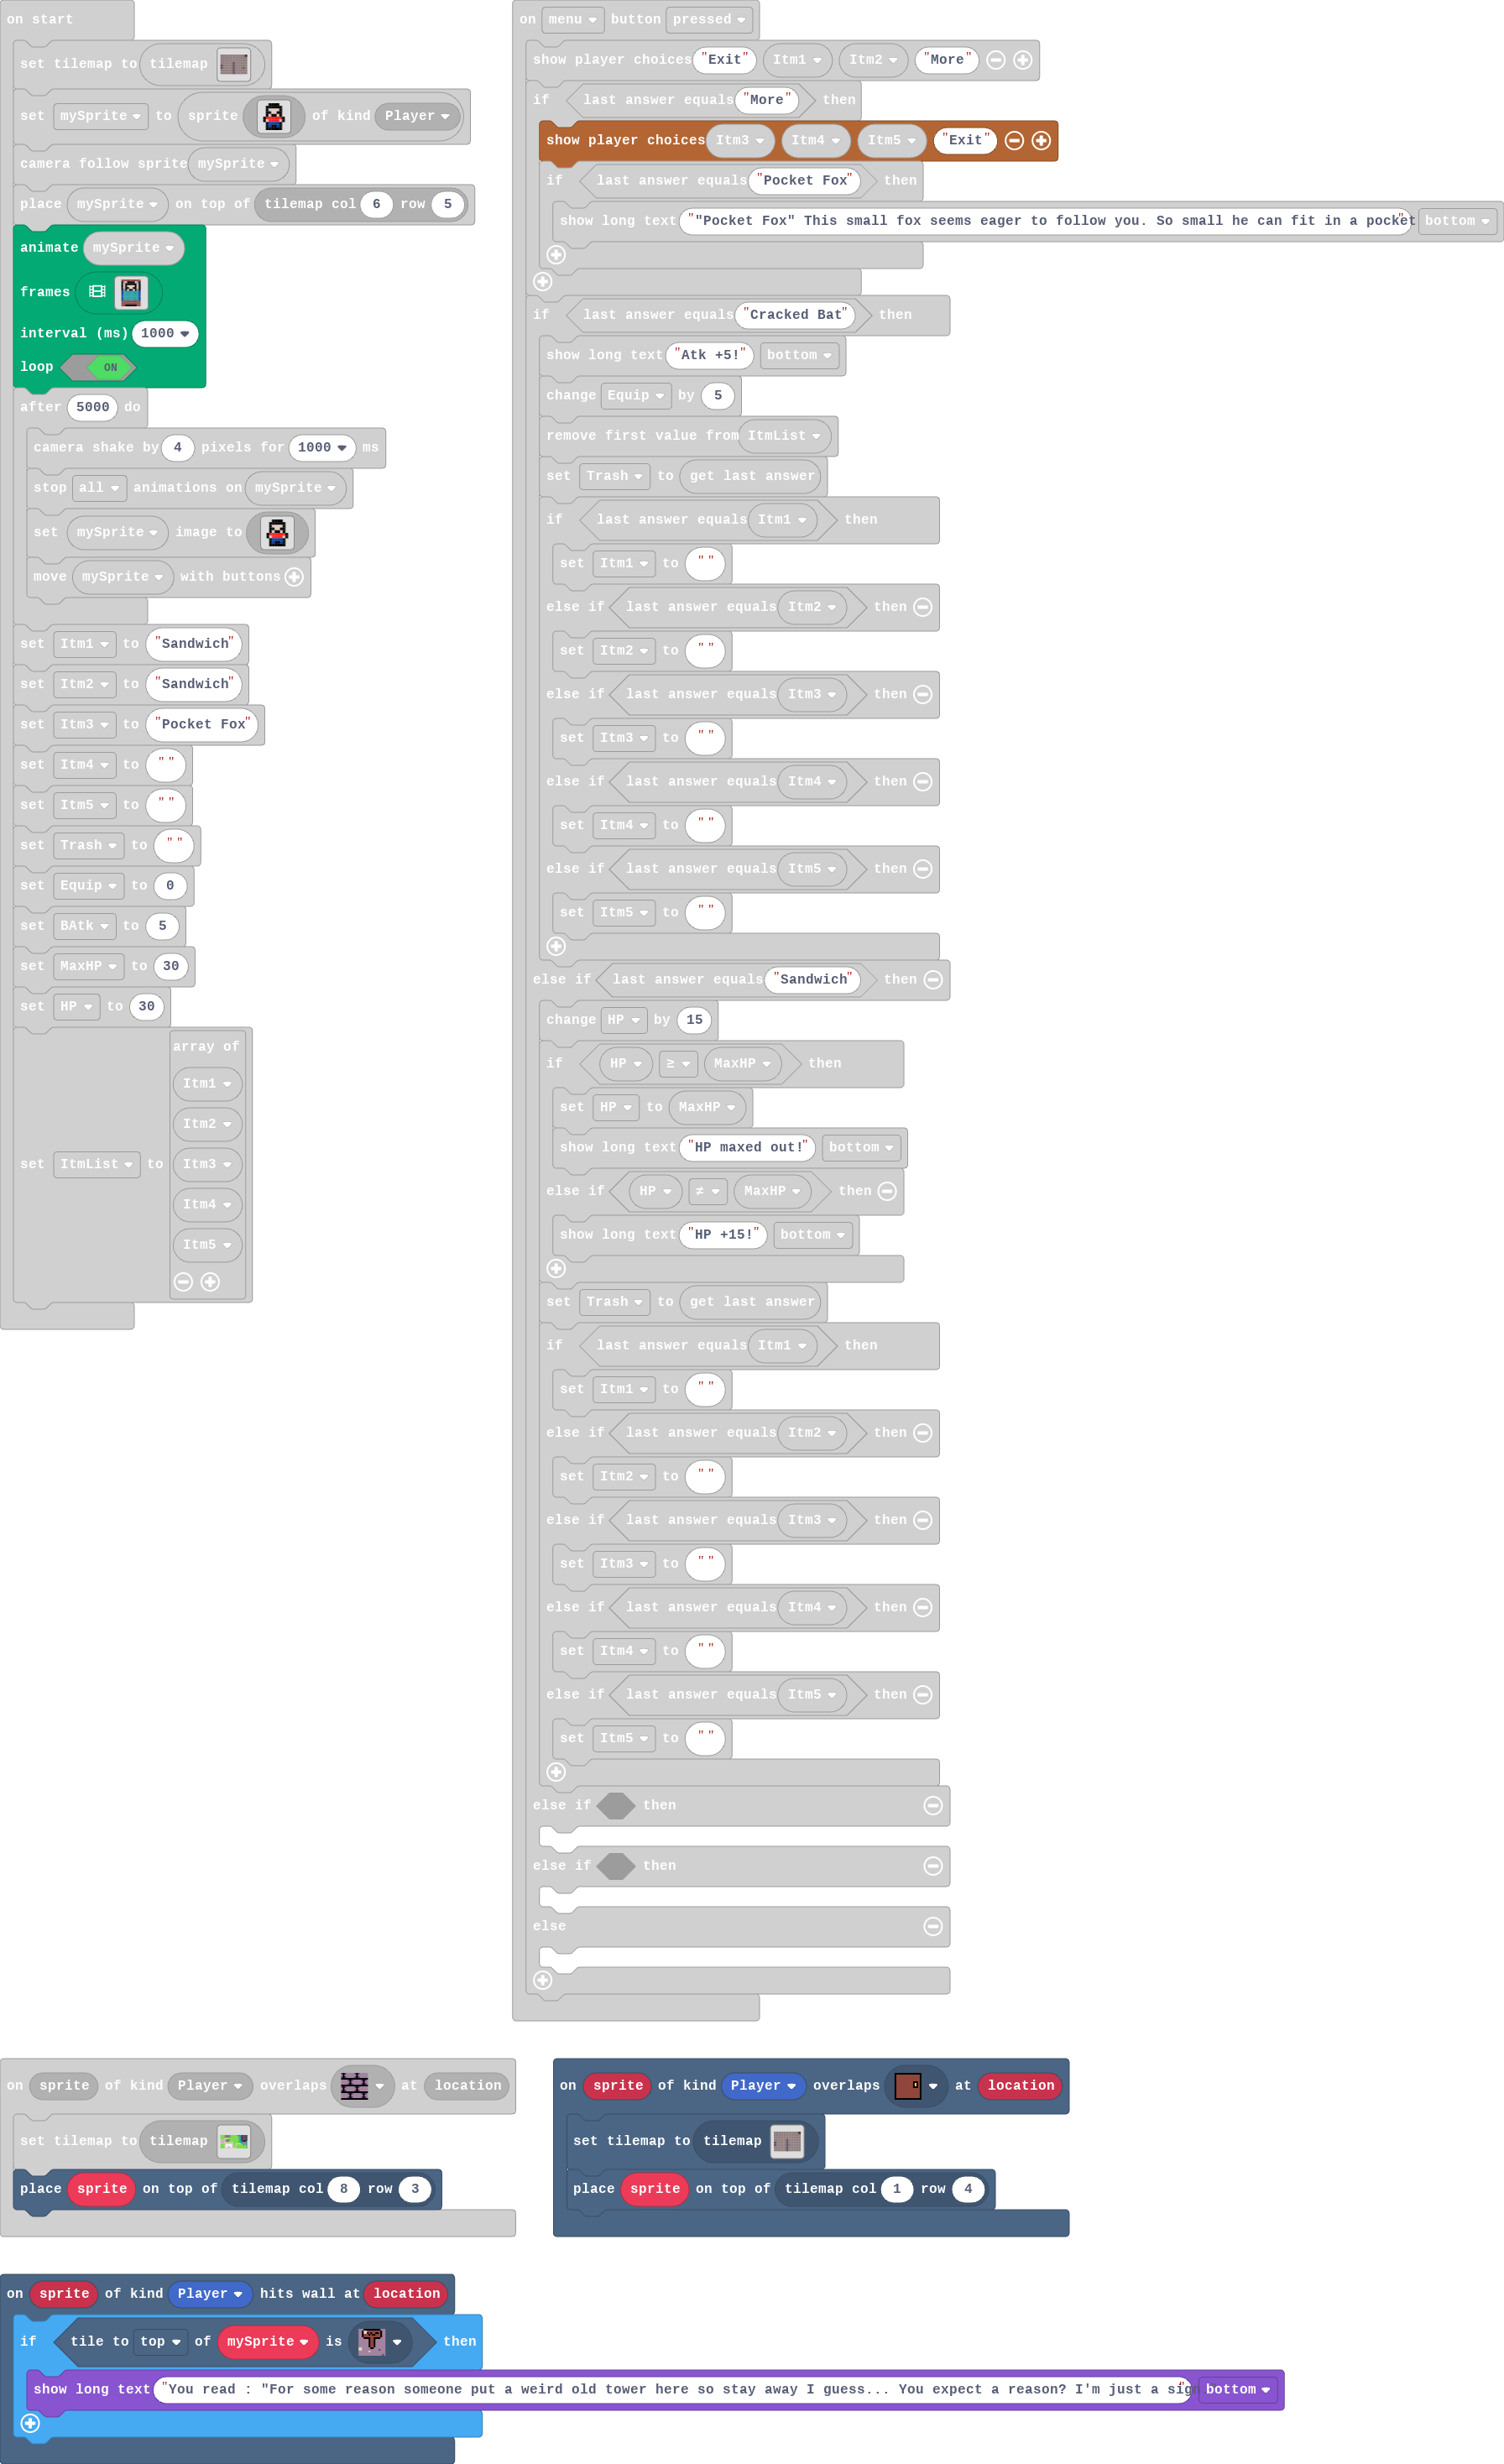 on start
set tilemap to tilemap
set mySprite to sprite of kind Player
camera follow sprite mySprite
place mySprite on top of tilemap col 6 row 5
animate mySprite
frames
interval (ms) 1000
loop ON
after 5000 do
camera shake by 4 pixels for 1000 ms
stop all animations on mySprite
set mySprite image to
move mySprite with buttons
set Itm1 to "Sandwich"
set Itm2 to "Sandwich"
set Itm3 to "Pocket Fox"
set Itm4 to ""
set Itm5 to ""
set Trash to ""
set Equip to 0
set BAtk to 5
set MaxHP to 30
set HP to 30
set ItmList to array of
Itm1
Itm2
Itm3
Itm4
Itm5
on menu button pressed
show player choices "Exit" Itm1 Itm2 "More"
if last answer equals "More" then
show player choices Itm3 Itm4 Itm5 "Exit"
if last answer equals "Pocket Fox" then
show long text ""Pocket Fox" This small fox seems eager to follow you. So small he can fit in a pocket" bottom
if last answer equals "Cracked Bat" then
show long text "Atk +5!" bottom
change Equip by 5
remove first value from ItmList
set Trash to get last answer
if last answer equals Itm1 then
set Itm1 to ""
else if last answer equals Itm2 then
set Itm2 to ""
else if last answer equals Itm3 then
set Itm3 to ""
else if last answer equals Itm4 then
set Itm4 to ""
else if last answer equals Itm5 then
set Itm5 to ""
else if last answer equals "Sandwich" then
change HP by 15
if HP ≥ MaxHP then
set HP to MaxHP
show long text "HP maxed out!" bottom
else if HP ≠ MaxHP then
show long text "HP +15!" bottom
set Trash to get last answer
if last answer equals Itm1 then
set Itm1 to ""
else if last answer equals Itm2 then
set Itm2 to ""
else if last answer equals Itm3 then
set Itm3 to ""
else if last answer equals Itm4 then
set Itm4 to ""
else if last answer equals Itm5 then
set Itm5 to ""
else if then
else if then
else
on sprite of kind Player overlaps at location
set tilemap to tilemap
place sprite on top of tilemap col 8 row 3
on sprite of kind Player overlaps at location
set tilemap to tilemap
place sprite on top of tilemap col 1 row 4
on sprite of kind Player hits wall at location
if tile to top of mySprite is then
show long text "You read : "For some reason someone put a weird old tower here so stay away I guess... You expect a reason? I'm just a sign" bottom